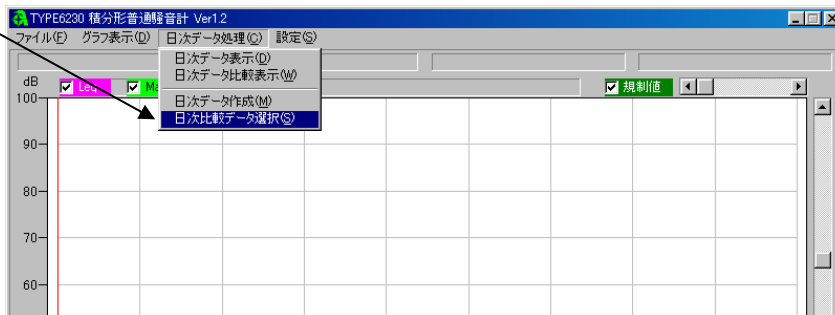 TYPE6230 積分形普通騒音計 Ver1.2
ファイル(F) グラフ表示(D) 日次データ処理(C) 設定(S)
日次データ表示(D)
日次データ比較表示(W)
日次データ作成(M)
日次比較データ選択(S)
dB
Leq
Ma
規制値
100
90
80
70
60